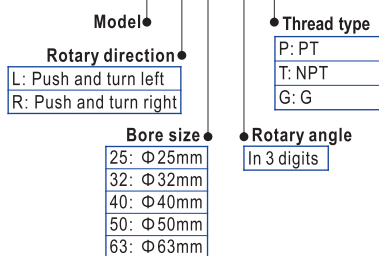 Model
Thread type
P: PT
T: NPT
G: G
Rotary direction
L: Push and turn left
R: Push and turn right
Bore size
25: Φ25mm
32: Φ32mm
40: Φ40mm
50: Φ50mm
63: Φ63mm
Rotary angle
In 3 digits